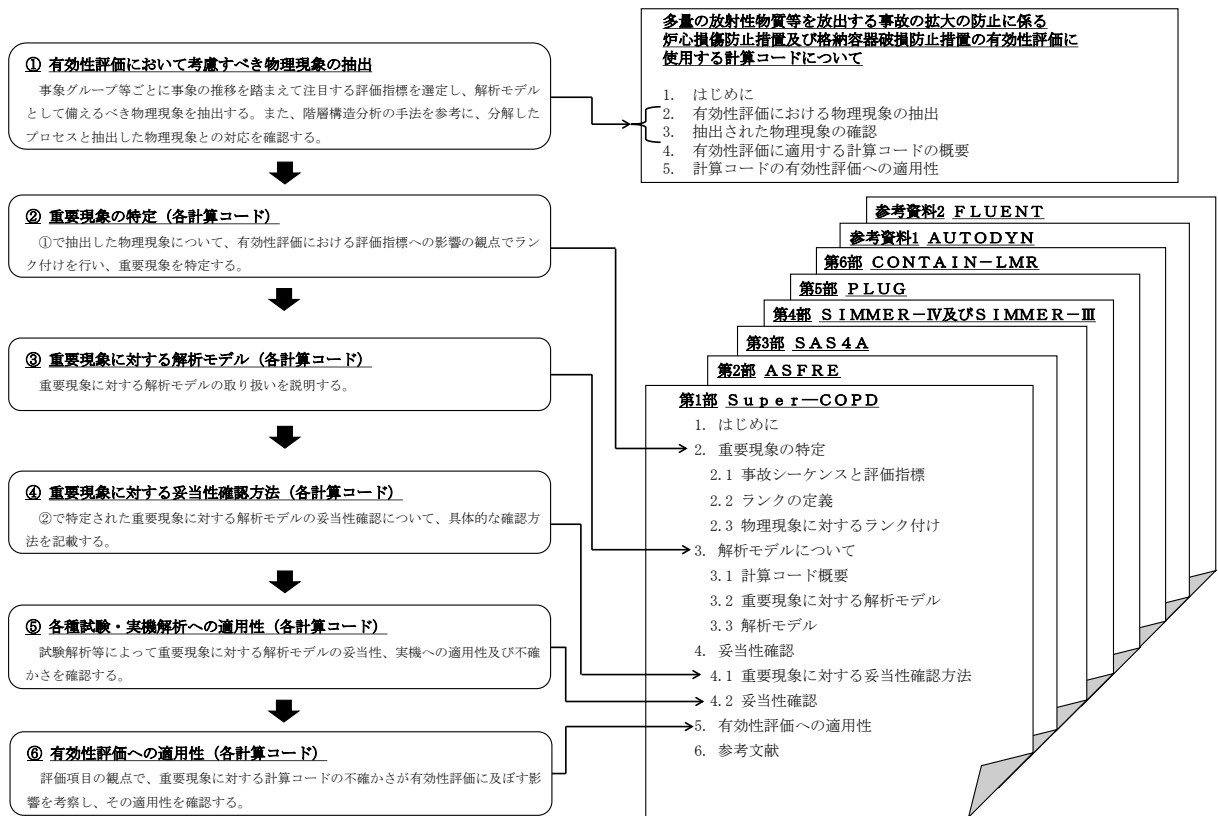 ① 有効性評価において考慮すべき物理現象の抽出
事象グループ等ごとに事象の推移を踏まえて注目する評価指標を選定し、解析モデル
として備えるべき物理現象を抽出する。また、階層構造分析の手法を参考に、分解した
プロセスと抽出した物理現象との対応を確認する。
② 重要現象の特定（各計算コード）
①で抽出した物理現象について、有効性評価における評価指標への影響の観点でラン
ク付けを行い、重要現象を特定する。
③ 重要現象に対する解析モデル（各計算コード）
重要現象に対する解析モデルの取り扱いを説明する。
④ 重要現象に対する妥当性確認方法（各計算コード）
②で特定された重要現象に対する解析モデルの妥当性確認について、具体的な確認方
法を記載する。
⑤ 各種試験・実機解析への適用性（各計算コード）
試験解析等によって重要現象に対する解析モデルの妥当性、実機への適用性及び不確
かさを確認する。
⑥ 有効性評価への適用性（各計算コード）
評価項目の観点で、重要現象に対する計算コードの不確かさが有効性評価に及ぼす影
響を考察し、その適用性を確認する。
多量の放射性物質等を放出する事故の拡大の防止に係る
炉心損傷防止措置及び格納容器破損防止措置の有効性評価に
使用する計算コードについて
1. はじめに
2. 有効性評価における物理現象の抽出
3. 抽出された物理現象の確認
4. 有効性評価に適用する計算コードの概要
5. 計算コードの有効性評価への適用性
参考資料2 ＦＬＵＥＮＴ
参考資料1 ＡＵＴＯＤＹＮ
第6部 ＣＯＮＴＡＩＮ－ＬＭＲ
第5部 ＰＬＵＧ
第4部 ＳＩＭＭＥＲ－Ⅳ及びＳＩＭＭＥＲ－Ⅲ
第3部 ＳＡＳ４Ａ
第2部 ＡＳＦＲＥ
第1部 Ｓｕｐｅｒ－ＣＯＰＤ
1. はじめに
2. 重要現象の特定
2.1 事故シーケンスと評価指標
2.2 ランクの定義
2.3 物理現象に対するランク付け
3. 解析モデルについて
3.1 計算コード概要
3.2 重要現象に対する解析モデル
3.3 解析モデル
4. 妥当性確認
4.1 重要現象に対する妥当性確認方法
4.2 妥当性確認
5. 有効性評価への適用性
6. 参考文献